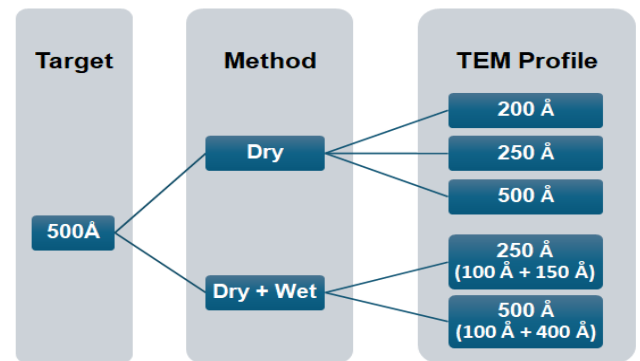 Target
Method
TEM Profile
500Å
Dry
Dry + Wet
200 Å
250 Å
500 Å
250 Å
(100 Å + 150 Å)
500 Å
(100 Å + 400 Å)